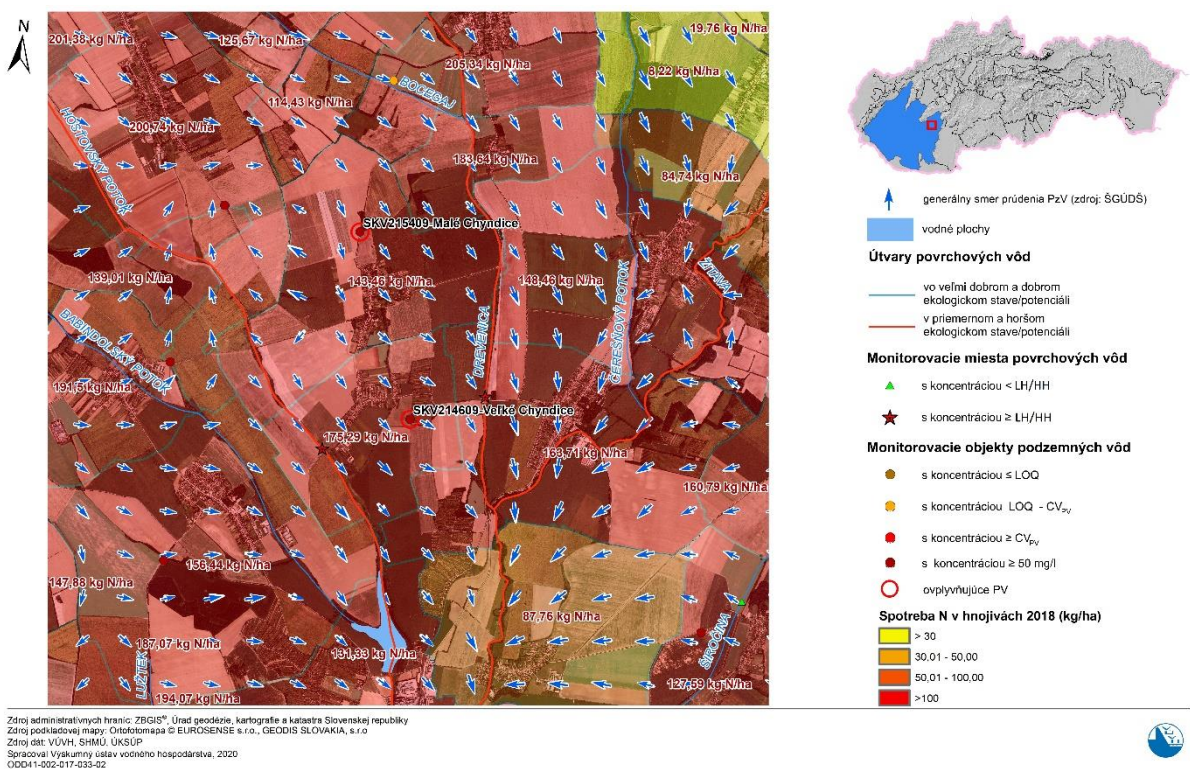 N
201,38 kg N/ha
125,67 kg N/ha
19,76 kg N/ha
205,34 kg N/ha
8,22 kg N/ha
BOCEGAJ
114,43 kg N/ha
HOSŤOVSKÝ POTOK
200,74 kg N/ha
183,64 kg N/ha
84,74 kg N/ha
SKV215409-Malé Chyndice
ŽITAVA
139,01 kg N/ha
143,46 kg N/ha
148,46 kg N/ha
ČEREŠŇOVÝ POTOK
DREVENICA
BABINDOLSKÝ POTOK
191,5 kg N/ha
SKV214609-Veľké Chyndice
175,29 kg N/ha
163,71 kg N/ha
160,79 kg N/ha
156,44 kg N/ha
147,88 kg N/ha
87,76 kg N/ha
ŠIROČINA
187,07 kg N/ha
131,33 kg N/ha
LUŽTEK
194,07 kg N/ha
127,59 kg N/ha
generálny smer prúdenia PzV (zdroj: ŠGÚDŠ)
vodné plochy
Útvary povrchových vôd
vo veľmi dobrom a dobrom
ekologickom stave/potenciáli
v priemernom a horšom
ekologickom stave/potenciáli
Monitorovacie miesta povrchových vôd
s koncentráciou < LH/HH
s koncentráciou ≥ LH/HH
Monitorovacie objekty podzemných vôd
s koncentráciou ≤ LOQ
s koncentráciou LOQ - CVPV
s koncentráciou ≥ CVPV
s koncentráciou ≥ 50 mg/l
ovplyvňujúce PV
Spotreba N v hnojivách 2018 (kg/ha)
> 30
30,01 - 50,00
50,01 - 100,00
>100
Zdroj administratívnych hraníc: ZBGIS®, Úrad geodézie, kartografie a katastra Slovenskej republiky
Zdroj podkladovej mapy: Ortofotomapa © EUROSENSE s.r.o., GEODIS SLOVAKIA, s.r.o
Zdroj dát: VÚVH, SHMÚ, ÚKSÚP
Spracoval Výskumný ústav vodného hospodárstva, 2020
ODD41-002-017-033-02